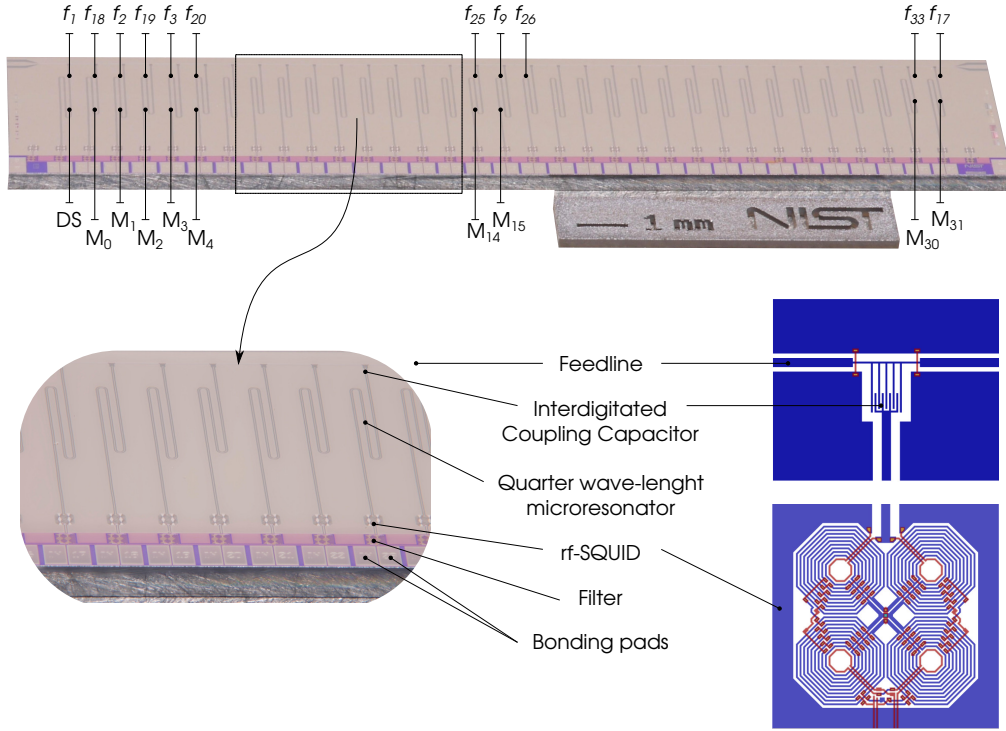 f1 f18 f2 f19 f3 f20 f25 f9 f26 f33 f17
DS M0 M1 M2 M3 M4 M14 M15 M30 M31
1 mm NIST
Feedline
Interdigitated
Coupling Capacitor
Quarter wave-lenght
microresonator
rf-SQUID
Filter
Bonding pads